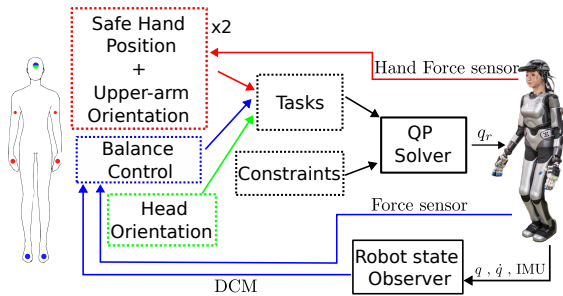 Safe Hand
Position
+
Upper-arm
Orientation
x2
Hand Force sensor
Tasks
Balance
Control
QP
Solver
q_r
Constraints
Head
Orientation
Force sensor
Robot state
Observer
q , q̇ , IMU
DCM